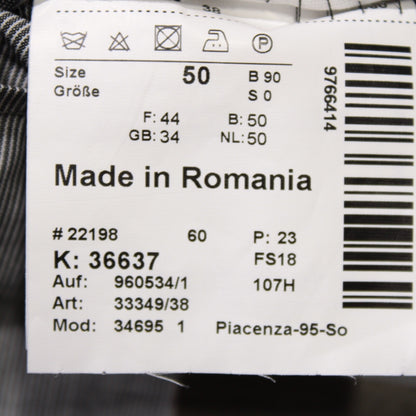 38
P
Size 50 B 90
Größe S 0
F: 44 B: 50
GB: 34 NL: 50
Made in Romania
# 22198 60 P: 23
K: 36637 FS18
Auf: 960534/1 107H
Art: 33349/38
Mod: 34695 1 Piacenza-95-So
9766414